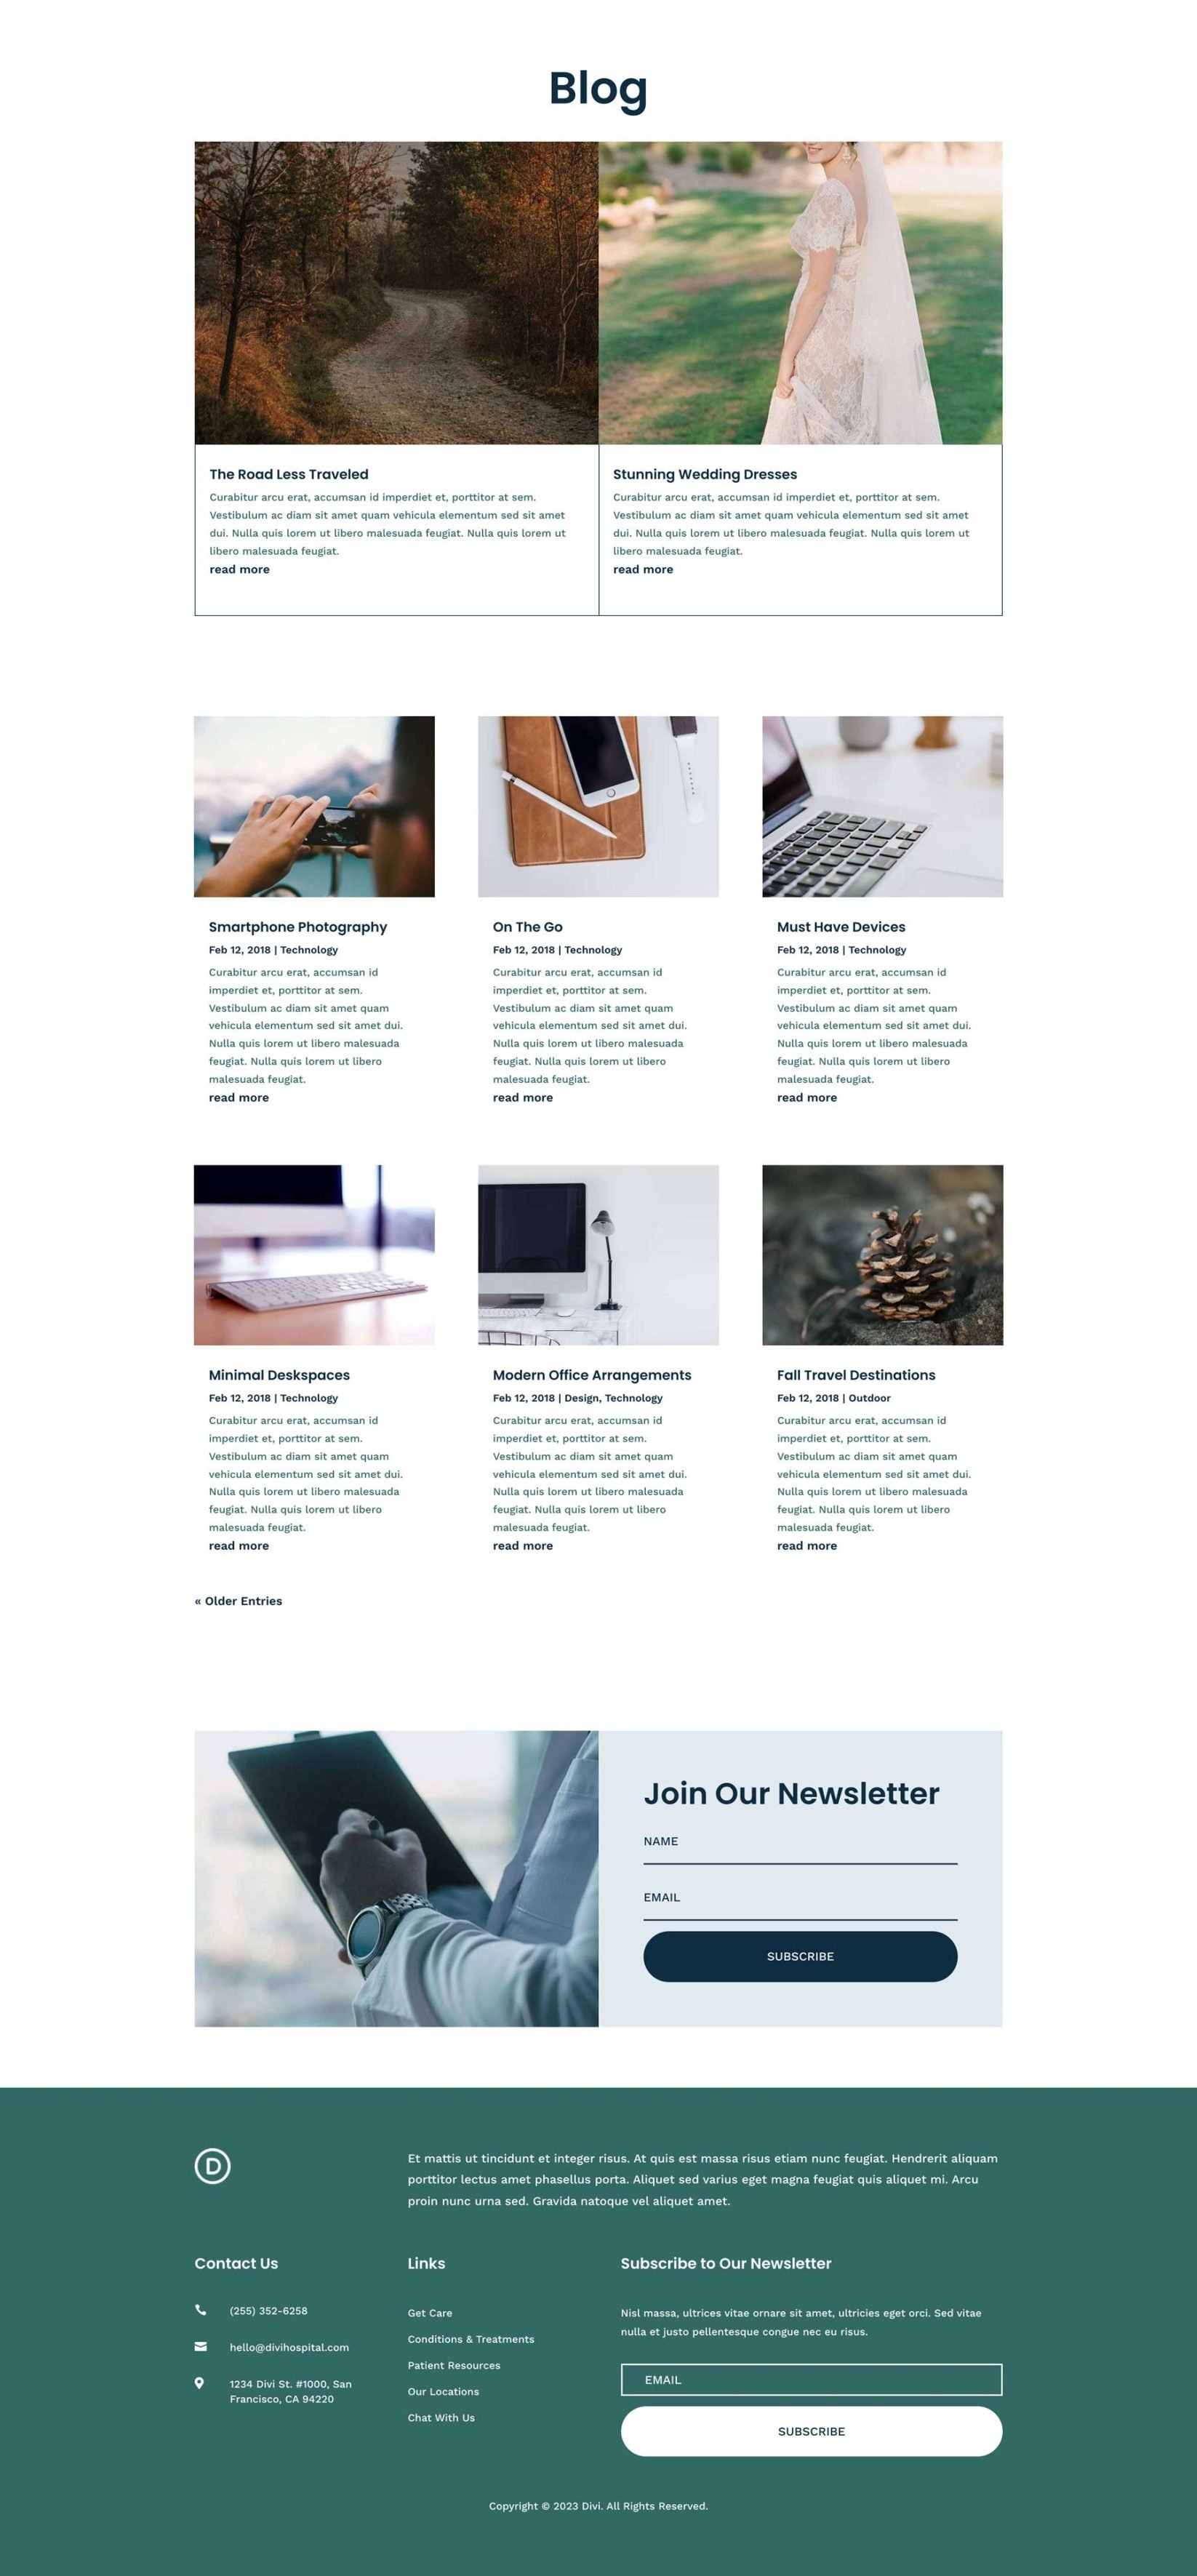 Blog
The Road Less Traveled
Curabitur arcu erat, accumsan id imperdiet et, porttitor at sem.
Vestibulum ac diam sit amet quam vehicula elementum sed sit amet
dui. Nulla quis lorem ut libero malesuada feugiat. Nulla quis lorem ut
libero malesuada feugiat.
read more
Stunning Wedding Dresses
Curabitur arcu erat, accumsan id imperdiet et, porttitor at sem.
Vestibulum ac diam sit amet quam vehicula elementum sed sit amet
dui. Nulla quis lorem ut libero malesuada feugiat. Nulla quis lorem ut
libero malesuada feugiat.
read more
Smartphone Photography
Feb 12, 2018 | Technology
Curabitur arcu erat, accumsan id
imperdiet et, porttitor at sem.
Vestibulum ac diam sit amet quam
vehicula elementum sed sit amet dui.
Nulla quis lorem ut libero malesuada
feugiat. Nulla quis lorem ut libero
malesuada feugiat.
read more
On The Go
Feb 12, 2018 | Technology
Curabitur arcu erat, accumsan id
imperdiet et, porttitor at sem.
Vestibulum ac diam sit amet quam
vehicula elementum sed sit amet dui.
Nulla quis lorem ut libero malesuada
feugiat. Nulla quis lorem ut libero
malesuada feugiat.
read more
Must Have Devices
Feb 12, 2018 | Technology
Curabitur arcu erat, accumsan id
imperdiet et, porttitor at sem.
Vestibulum ac diam sit amet quam
vehicula elementum sed sit amet dui.
Nulla quis lorem ut libero malesuada
feugiat. Nulla quis lorem ut libero
malesuada feugiat.
read more
Minimal Deskspaces
Feb 12, 2018 | Technology
Curabitur arcu erat, accumsan id
imperdiet et, porttitor at sem.
Vestibulum ac diam sit amet quam
vehicula elementum sed sit amet dui.
Nulla quis lorem ut libero malesuada
feugiat. Nulla quis lorem ut libero
malesuada feugiat.
read more
Modern Office Arrangements
Feb 12, 2018 | Design, Technology
Curabitur arcu erat, accumsan id
imperdiet et, porttitor at sem.
Vestibulum ac diam sit amet quam
vehicula elementum sed sit amet dui.
Nulla quis lorem ut libero malesuada
feugiat. Nulla quis lorem ut libero
malesuada feugiat.
read more
Fall Travel Destinations
Feb 12, 2018 | Outdoor
Curabitur arcu erat, accumsan id
imperdiet et, porttitor at sem.
Vestibulum ac diam sit amet quam
vehicula elementum sed sit amet dui.
Nulla quis lorem ut libero malesuada
feugiat. Nulla quis lorem ut libero
malesuada feugiat.
read more
« Older Entries
Join Our Newsletter
NAME
EMAIL
SUBSCRIBE
D
Et mattis ut tincidunt et integer risus. At quis est massa risus etiam nunc feugiat. Hendrerit aliquam
porttitor lectus amet phasellus porta. Aliquet sed varius eget magna feugiat quis aliquet mi. Arcu
proin nunc urna sed. Gravida natoque vel aliquet amet.
Contact Us
(255) 352-6258
hello@divihospital.com
1234 Divi St. #1000, San
Francisco, CA 94220
Links
Get Care
Conditions & Treatments
Patient Resources
Our Locations
Chat With Us
Subscribe to Our Newsletter
Nisl massa, ultrices vitae ornare sit amet, ultricies eget orci. Sed vitae
nulla et justo pellentesque congue nec eu risus.
EMAIL
SUBSCRIBE
Copyright © 2023 Divi. All Rights Reserved.